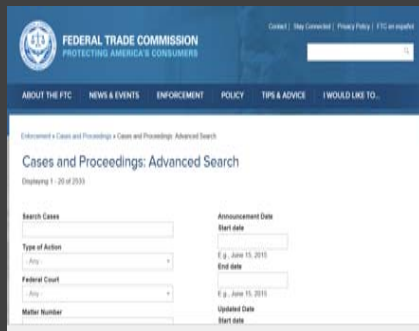 Contact | Stay Connected | Privacy Policy | FTC en español
FEDERAL TRADE COMMISSION
PROTECTING AMERICA'S CONSUMERS
ABOUT THE FTC NEWS & EVENTS ENFORCEMENT POLICY TIPS & ADVICE I WOULD LIKE TO...
Enforcement » Cases and Proceedings » Cases and Proceedings: Advanced Search
Cases and Proceedings: Advanced Search
Displaying 1 - 20 of 2533
Search Cases
Type of Action
- Any -
Federal Court
- Any -
Matter Number
Announcement Date
Start date
E.g., June 15, 2015
End date
E.g., June 15, 2015
Updated Date
Start date